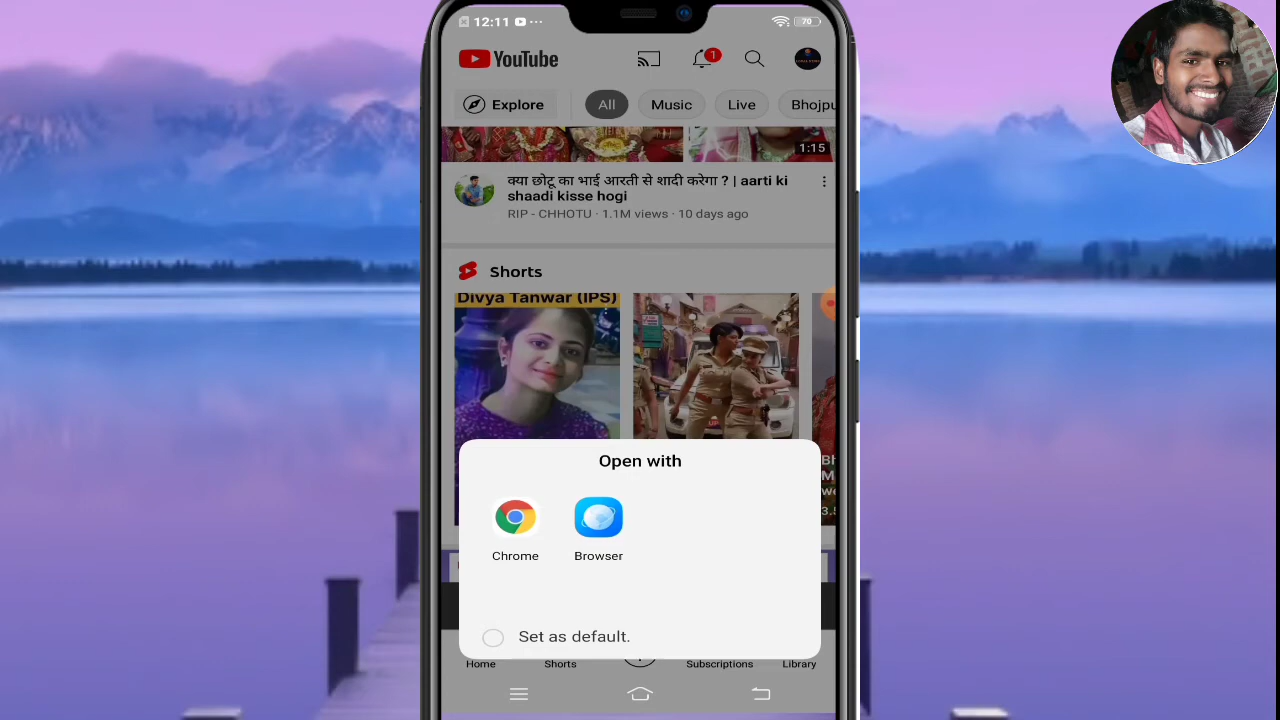 12:11
70
YouTube
1
Explore
All
Music
Live
Bhojpu
1:15
क्या छोटू का भाई आरती से शादी करेगा ? | aarti ki
shaadi kisse hogi
RIP - CHHOTU · 1.1M views · 10 days ago
Shorts
Divya Tanwar (IPS)
Open with
Chrome
Browser
Set as default.
Home
Shorts
Subscriptions
Library